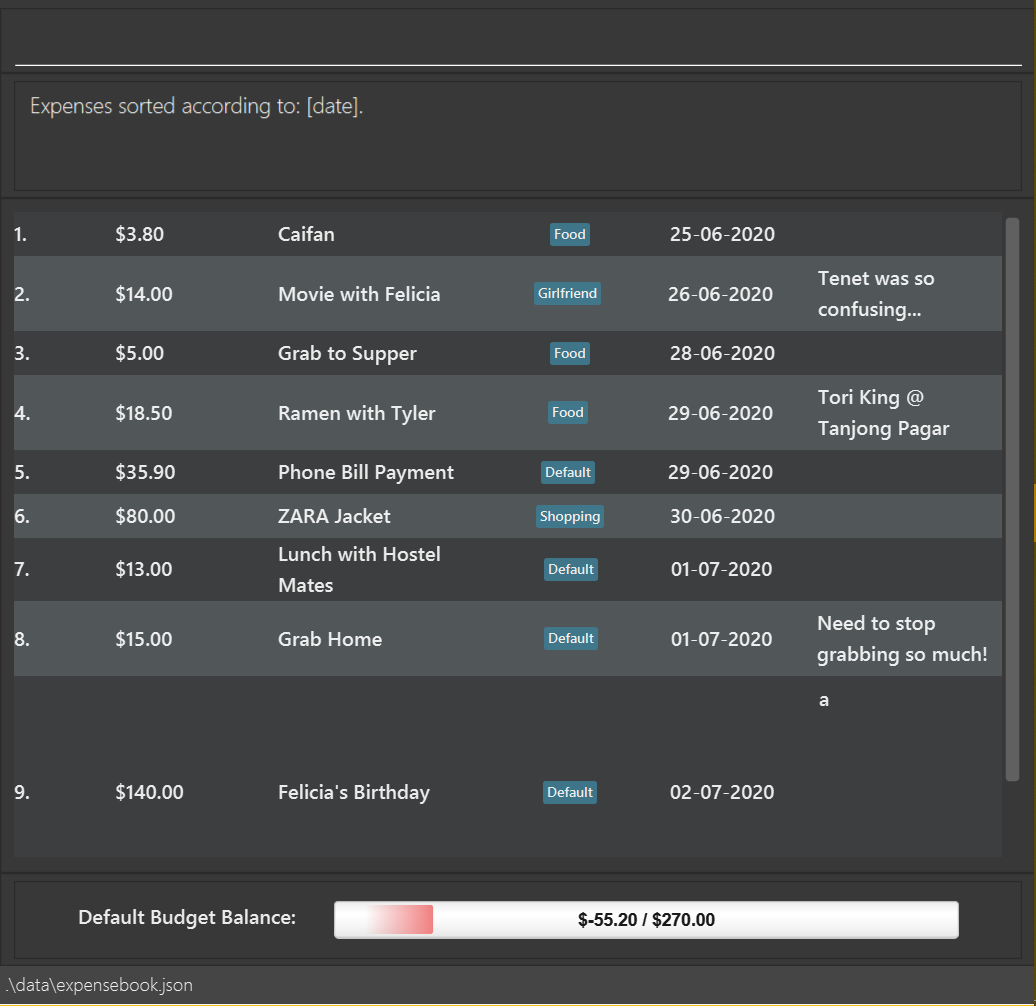 Expenses sorted according to: [date].
1. $3.80 Caifan Food 25-06-2020
2. $14.00 Movie with Felicia Girlfriend 26-06-2020 Tenet was so
confusing...
3. $5.00 Grab to Supper Food 28-06-2020
4. $18.50 Ramen with Tyler Food 29-06-2020 Tori King @
Tanjong Pagar
5. $35.90 Phone Bill Payment Default 29-06-2020
6. $80.00 ZARA Jacket Shopping 30-06-2020
7. $13.00 Lunch with Hostel
Mates Default 01-07-2020
8. $15.00 Grab Home Default 01-07-2020 Need to stop
grabbing so much!
a
9. $140.00 Felicia's Birthday Default 02-07-2020
Default Budget Balance: $-55.20 / $270.00
.\data\expensebook.json